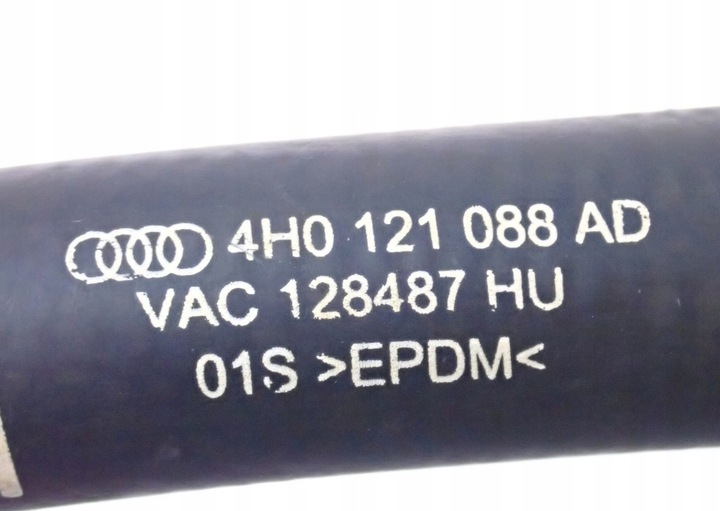 4H0 121 088 AD
VAC 128487 HU
01S >EPDM<